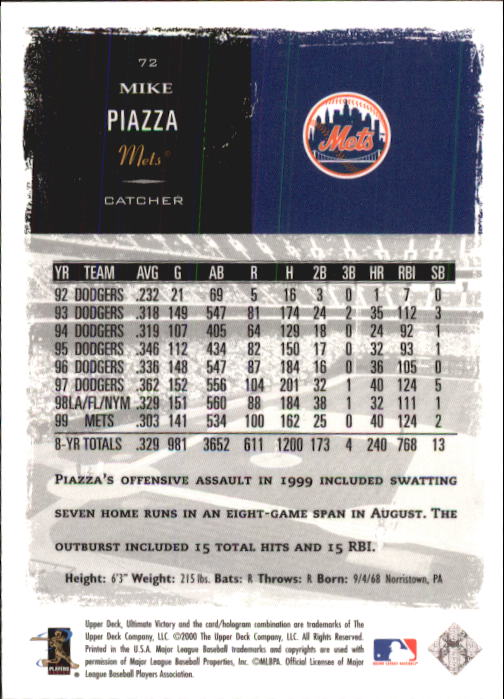 72
MIKE
PIAZZA
Mets®
CATCHER
Mets
YR TEAM AVG G AB R H 2B 3B HR RBI SB
92 DODGERS .232 21 69 5 16 3 0 1 7 0
93 DODGERS .318 149 547 81 174 24 2 35 112 3
94 DODGERS .319 107 405 64 129 18 0 24 92 1
95 DODGERS .346 112 434 82 150 17 0 32 93 1
96 DODGERS .336 148 547 87 184 16 0 36 105 0
97 DODGERS .362 152 556 104 201 32 1 40 124 5
98LA/FL/NYM .329 151 560 88 184 38 1 32 111 1
99 METS .303 141 534 100 162 25 0 40 124 2
8-YR TOTALS .329 981 3652 611 1200 173 4 240 768 13
PIAZZA'S OFFENSIVE ASSAULT IN 1999 INCLUDED SWATTING
SEVEN HOME RUNS IN AN EIGHT-GAME SPAN IN AUGUST. THE
OUTBURST INCLUDED 15 TOTAL HITS AND 15 RBI.
Height: 6'3" Weight: 215 lbs. Bats: R Throws: R Born: 9/4/68 Norristown, PA
Upper Deck, Ultimate Victory and the card/hologram combination are trademarks of The
Upper Deck Company, LLC. ©2000 The Upper Deck Company, LLC. All Rights Reserved.
Printed in the U.S.A. Major League Baseball trademarks and copyrights are used with
permission of Major League Baseball Properties, Inc. ©MLBPA. Official Licensee of Major
League Baseball Players Association.
PLAYERS